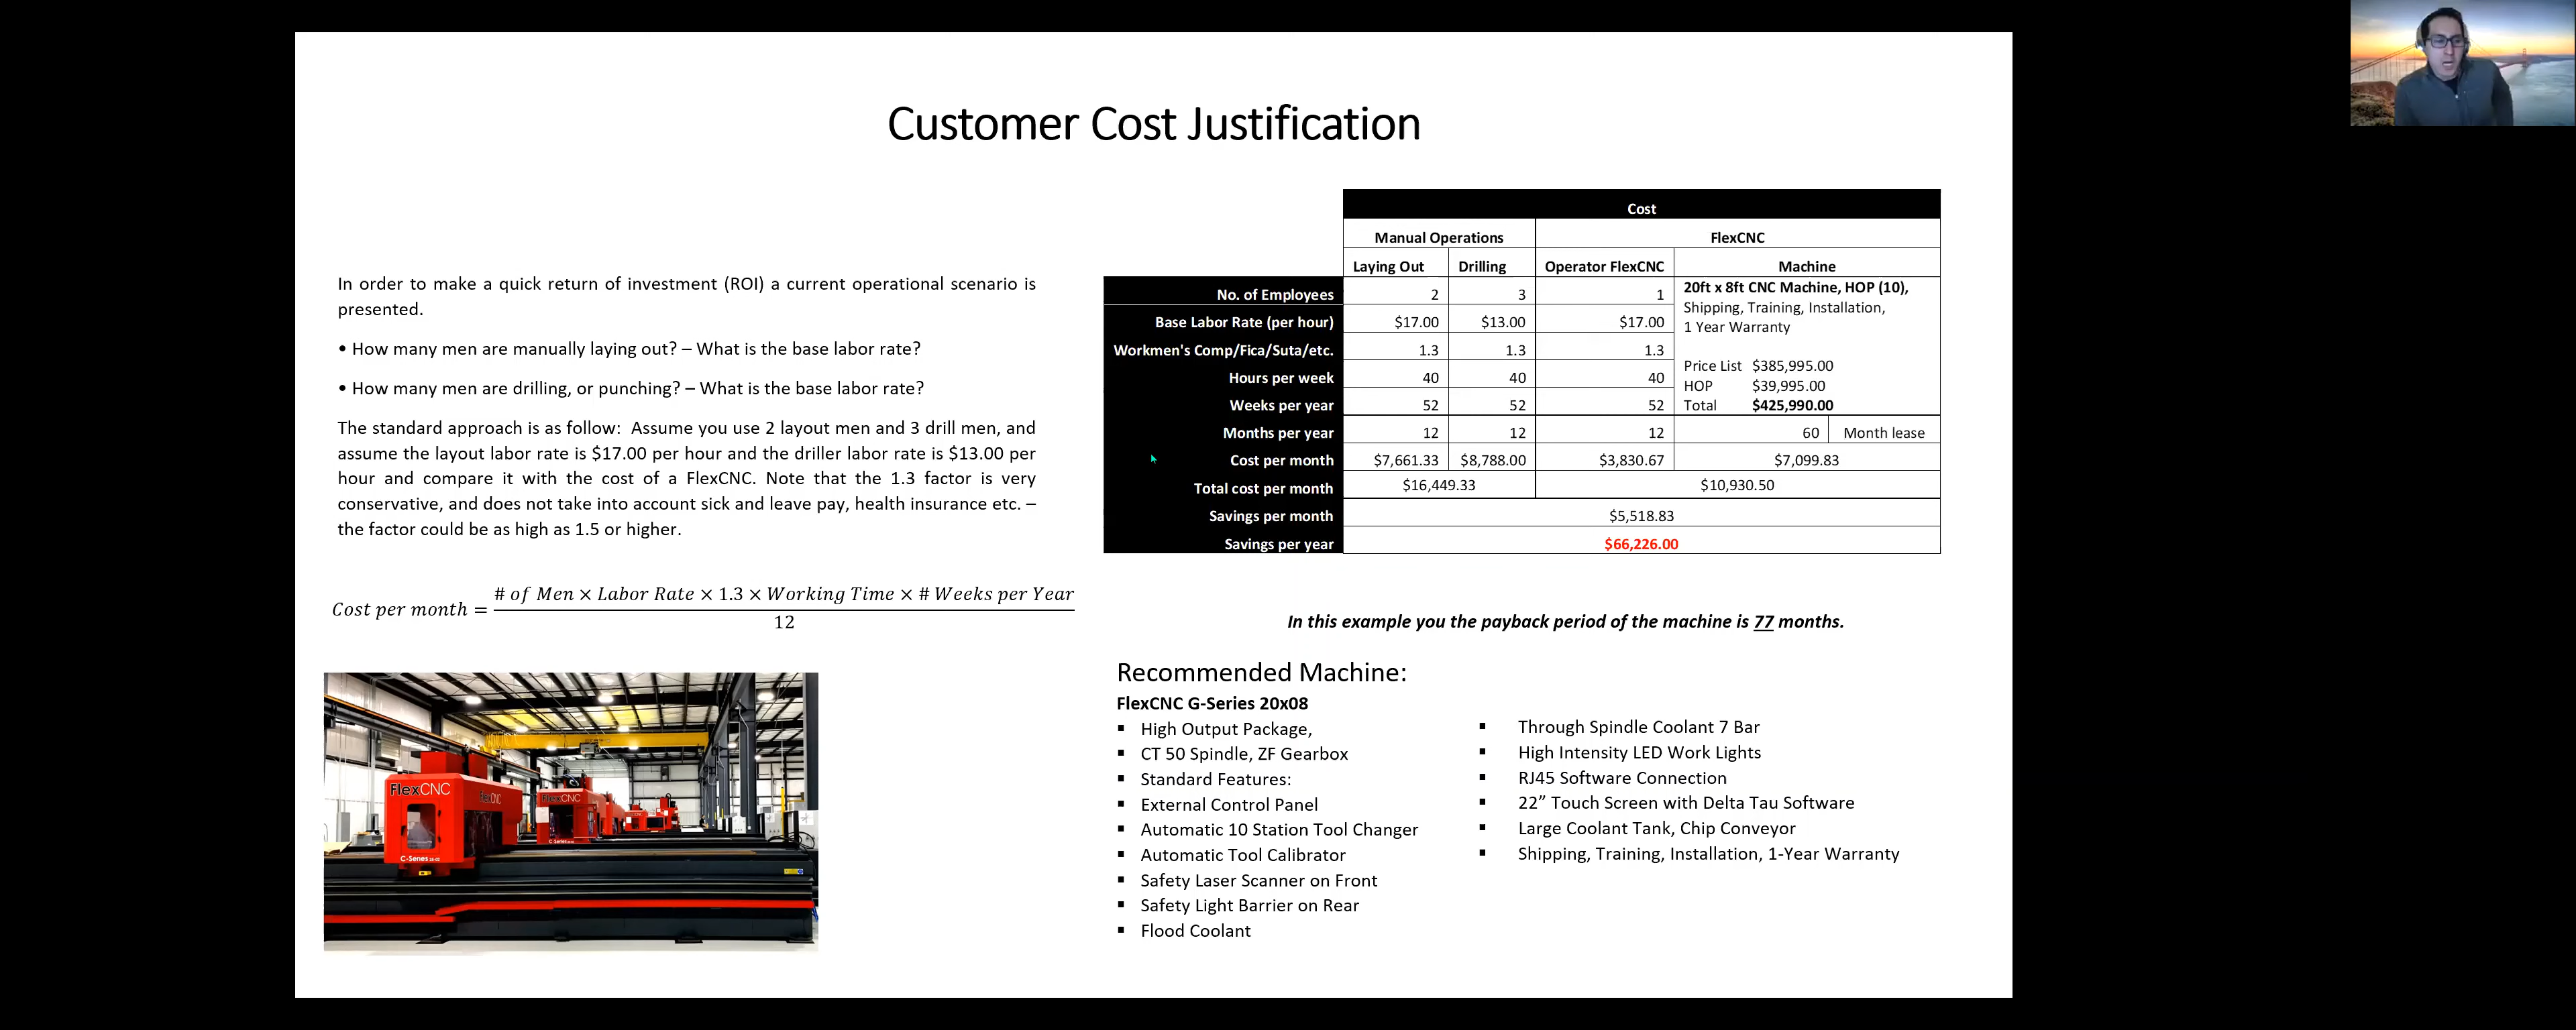 Customer Cost Justification
In order to make a quick return of investment (ROI) a current operational scenario is
presented.
• How many men are manually laying out? – What is the base labor rate?
• How many men are drilling, or punching? – What is the base labor rate?
The standard approach is as follow: Assume you use 2 layout men and 3 drill men, and
assume the layout labor rate is $17.00 per hour and the driller labor rate is $13.00 per
hour and compare it with the cost of a FlexCNC. Note that the 1.3 factor is very
conservative, and does not take into account sick and leave pay, health insurance etc. –
the factor could be as high as 1.5 or higher.
Cost per month = # of Men × Labor Rate × 1.3 × Working Time × # Weeks per Year
12
FlexCNC
FlexCNC
FlexCNC
C-Series
Cost
Manual Operations FlexCNC
Laying Out Drilling Operator FlexCNC Machine
No. of Employees 2 3 1
Base Labor Rate (per hour) $17.00 $13.00 $17.00
Workmen's Comp/Fica/Suta/etc. 1.3 1.3 1.3
Hours per week 40 40 40
Weeks per year 52 52 52
20ft x 8ft CNC Machine, HOP (10),
Shipping, Training, Installation,
1 Year Warranty
Price List $385,995.00
HOP $39,995.00
Total $425,990.00
Months per year 12 12 12 60 Month lease
Cost per month $7,661.33 $8,788.00 $3,830.67 $7,099.83
Total cost per month $16,449.33 $10,930.50
Savings per month $5,518.83
Savings per year $66,226.00
In this example you the payback period of the machine is 77 months.
Recommended Machine:
FlexCNC G-Series 20x08
▪ High Output Package,
▪ CT 50 Spindle, ZF Gearbox
▪ Standard Features:
▪ External Control Panel
▪ Automatic 10 Station Tool Changer
▪ Automatic Tool Calibrator
▪ Safety Laser Scanner on Front
▪ Safety Light Barrier on Rear
▪ Flood Coolant
▪ Through Spindle Coolant 7 Bar
▪ High Intensity LED Work Lights
▪ RJ45 Software Connection
▪ 22” Touch Screen with Delta Tau Software
▪ Large Coolant Tank, Chip Conveyor
▪ Shipping, Training, Installation, 1-Year Warranty